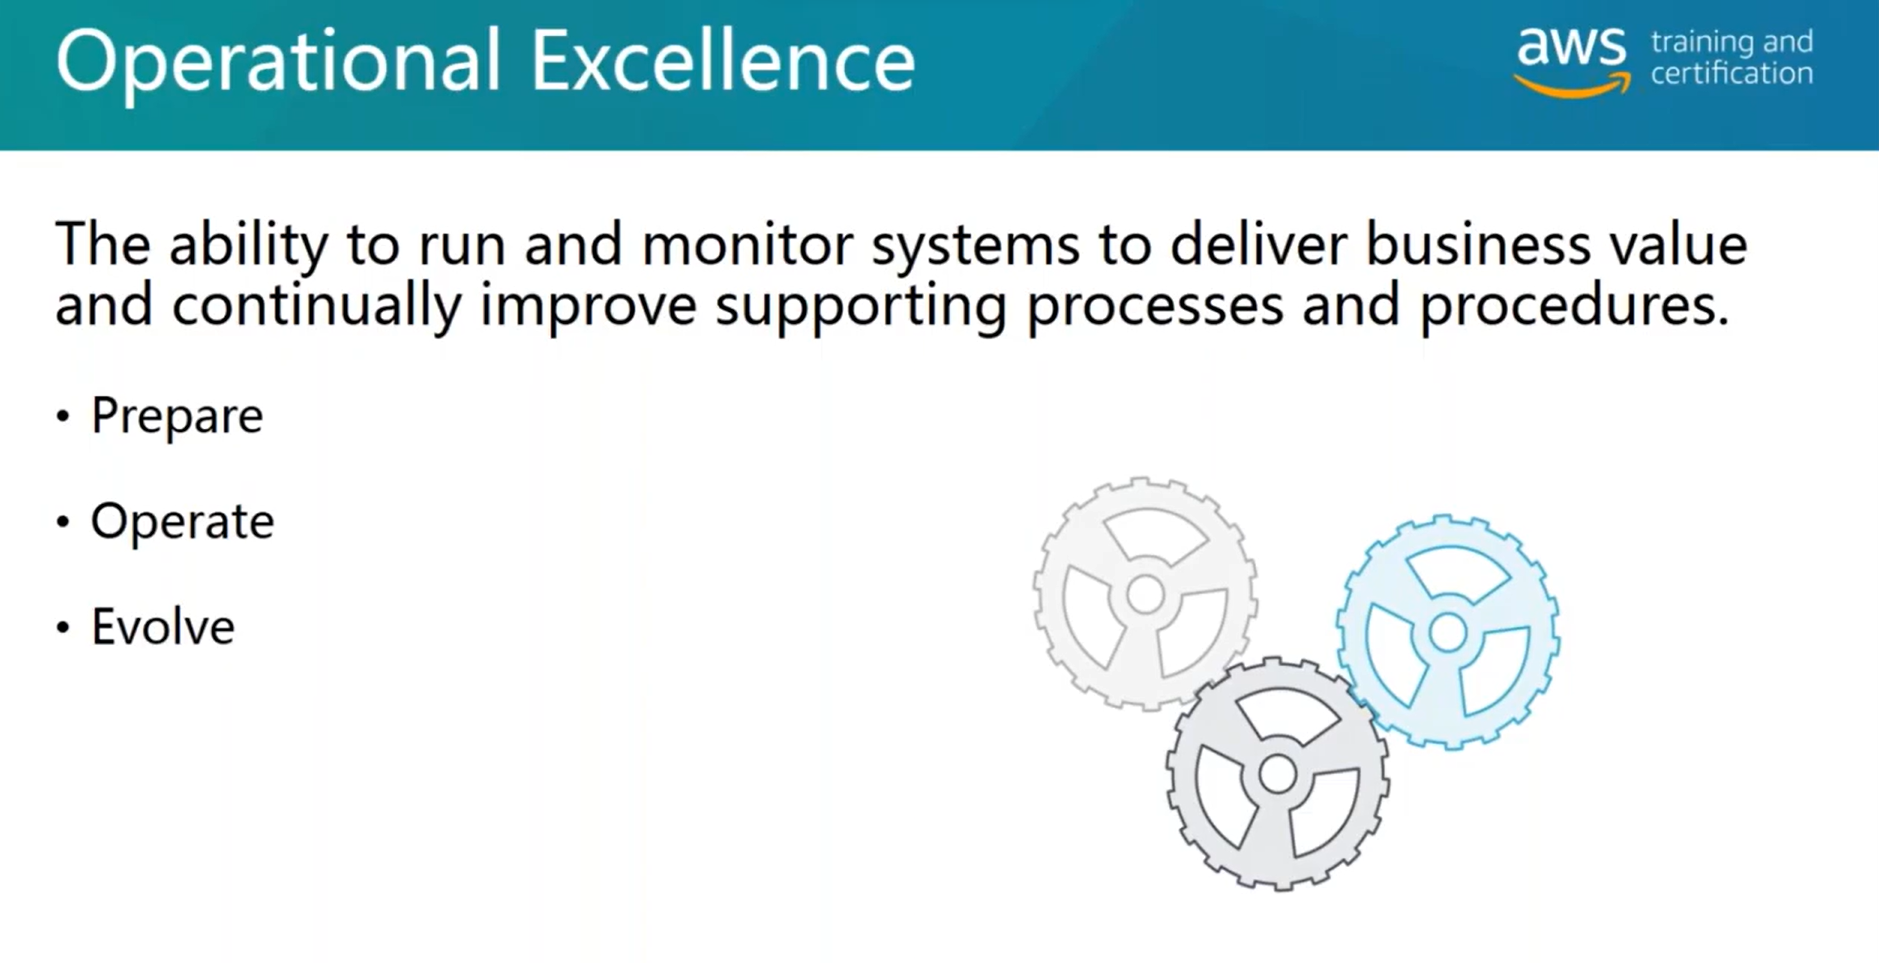 Operational Excellence
aws training and
certification
The ability to run and monitor systems to deliver business value
and continually improve supporting processes and procedures.
• Prepare
• Operate
• Evolve